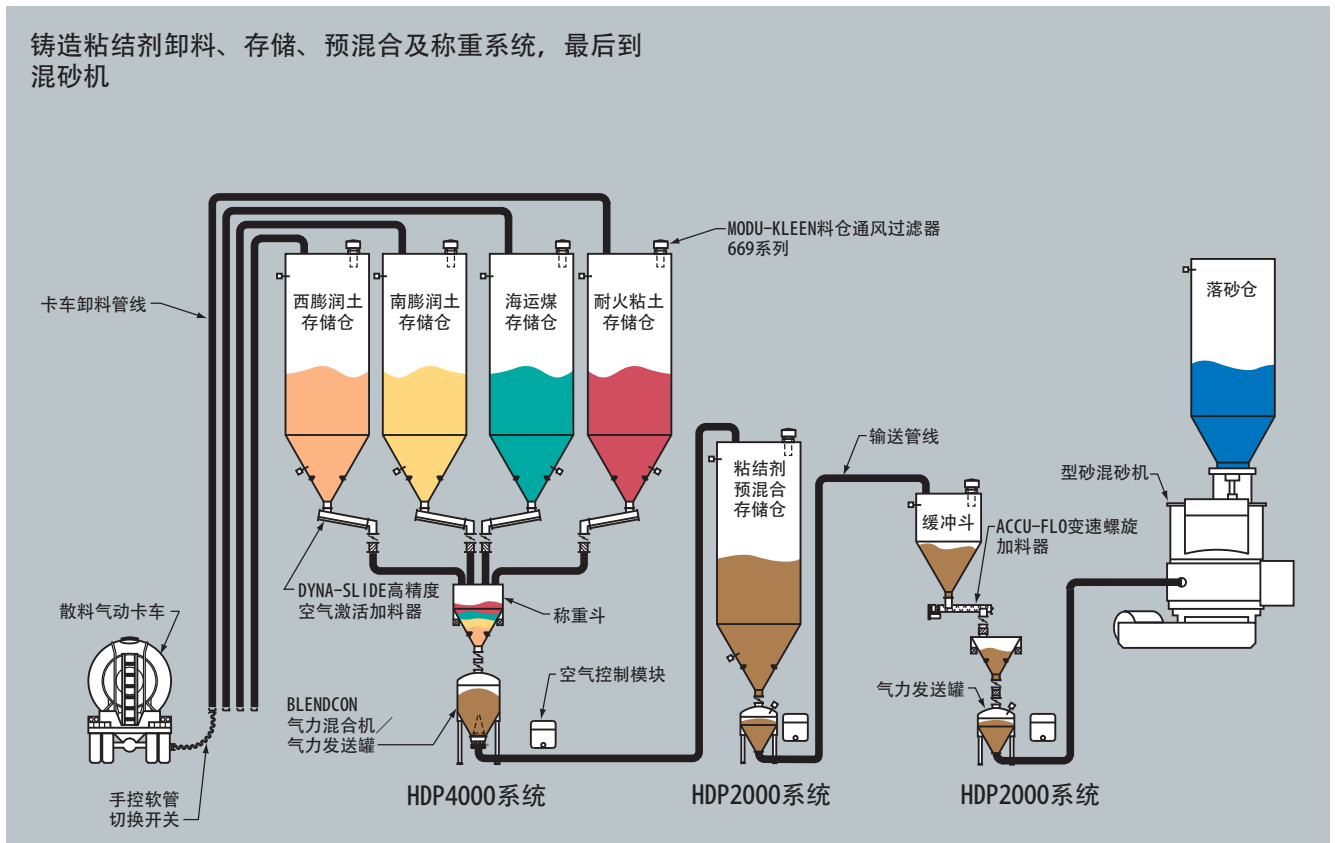 铸造粘结剂卸料、存储、预混合及称重系统, 最后到
混砂机
MODU-KLEEN料仓通风过滤器
669系列
卡车卸料管线
西膨润土
存储仓
南膨润土
存储仓
海运煤
存储仓
耐火粘土
存储仓
落砂仓
输送管线
粘结剂
预混合
存储仓
型砂混砂机
缓冲斗
ACCU-FLO变速螺旋
加料器
DYNA-SLIDE高精度
空气激活加料器
称重斗
散料气动卡车
空气控制模块
气力发送罐
BLENDCON
气力混合机／
气力发送罐
HDP4000系统
HDP2000系统
HDP2000系统
手控软管
切换开关